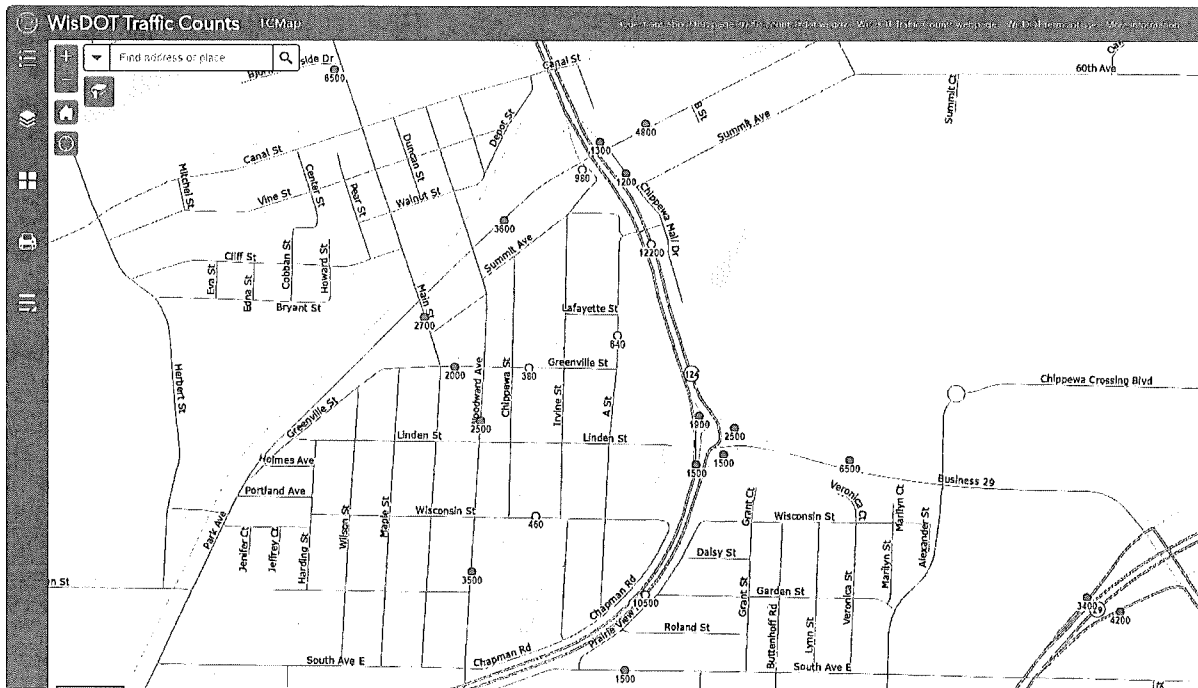 WisDOT Traffic Counts TCMap
Find address or place
side Dr
6500
Canal St
60th Ave
Summit Ct
B St
4800
Summit Ave
Depot St
1300
Duncan St
Canal St
Center St
Mitchel St
980
1200
Pear St
Vine St
Walnut St
Chippewa Mall Dr
3600
12200
Summit Ave
Cliff St
Eva St
Edna St
Cobban St
Howard St
Bryant St
Main St
2700
Lafayette St
640
Herbert St
2000
380
Greenville St
124
Chippewa Crossing Blvd
Woodward Ave
Chippewa St
Irvine St
A St
Greenville St
1900
2500
2500
Linden St
Linden St
1500
1500
6500
Holmes Ave
Business 29
Portland Ave
Veronica Ct
Grant Ct
Marilyn Ct
Park Ave
Wilson St
Maple St
Wisconsin St
460
Wisconsin St
Alexander St
Jenifer Ct
Jeffrey Ct
Harding St
Daisy St
3500
Marilyn St
Chapman Rd
10500
Grant St
Garden St
Veronica St
3400
29
4200
Prairie View
Roland St
Buttenhoff Rd
Lynn St
Chapman Rd
South Ave E
South Ave E
1500